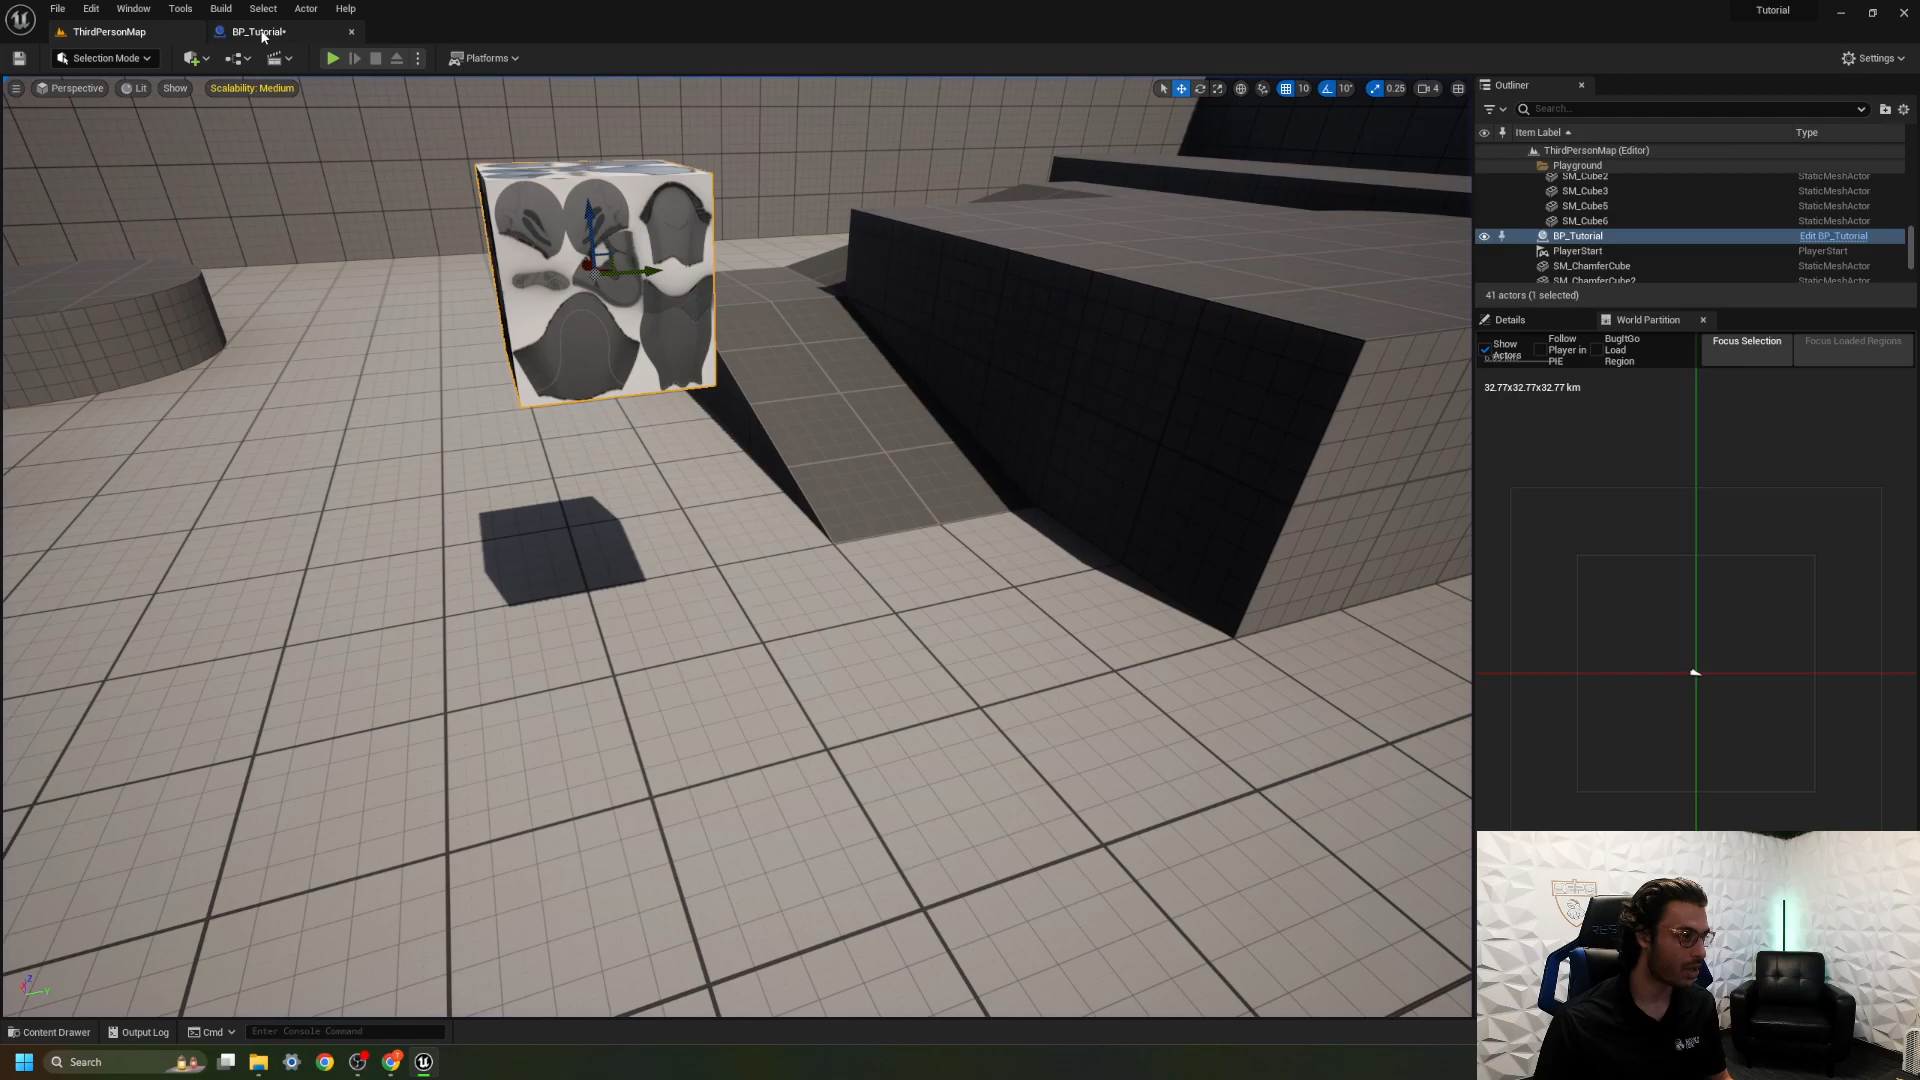 File Edit Window Tools Build Select Actor Help
Tutorial
ThirdPersonMap
BP_Tutorial•
Selection Mode
Platforms
Settings
Perspective
Lit
Show
Scalability: Medium
10
10°
0.25
4
Outliner
Search...
Item Label
Type
ThirdPersonMap (Editor)
Playground
SM_Cube2 StaticMeshActor
SM_Cube3 StaticMeshActor
SM_Cube5 StaticMeshActor
SM_Cube6 StaticMeshActor
BP_Tutorial Edit BP_Tutorial
PlayerStart PlayerStart
SM_ChamferCube StaticMeshActor
SM_ChamferCube2 StaticMeshActor
41 actors (1 selected)
Details
World Partition
Show Actors
Follow Player in PIE
BugItGo Load Region
Focus Selection
Focus Loaded Regions
32.77x32.77x32.77 km
Content Drawer
Output Log
Cmd
Enter Console Command
Search